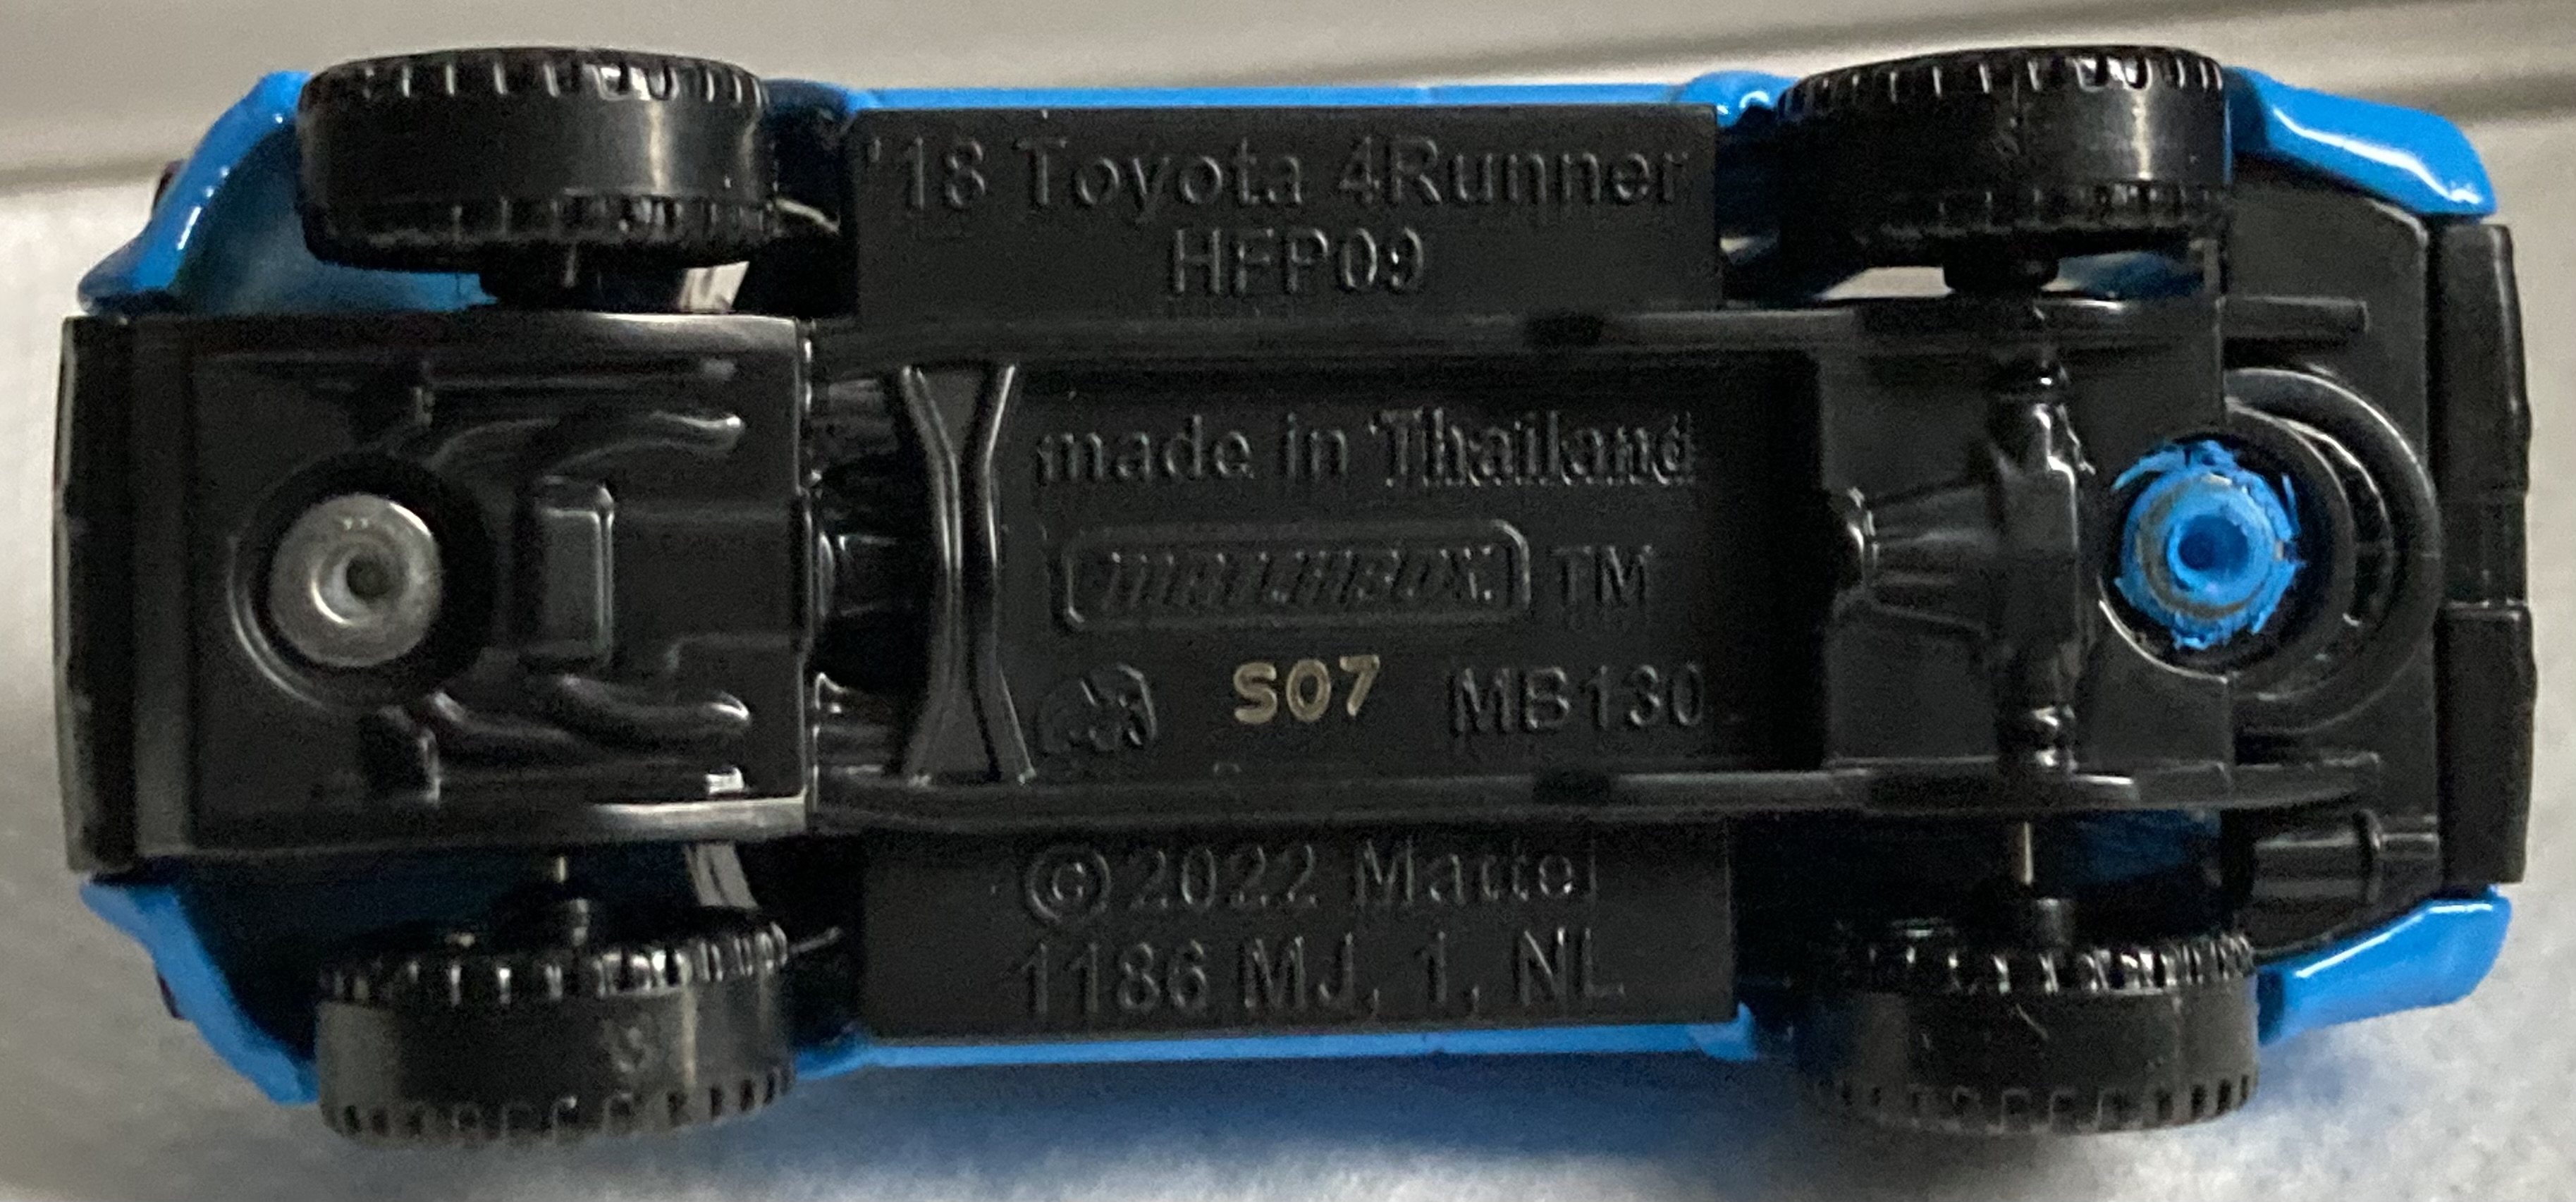 '18 Toyota 4Runner
HFP09
made in Thailand
MATCHBOX TM
S07 MB130
©2022 Mattel
1186 MJ, 1, NL